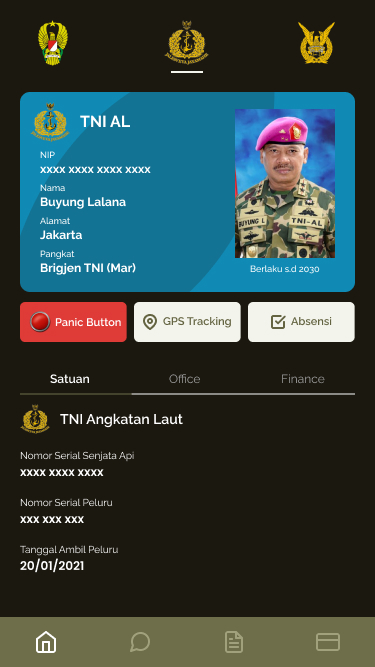 TNI AL
NIP
xxxx xxxx xxxx xxxx
Nama
Buyung Lalana
Alamat
Jakarta
Pangkat
Brigjen TNI (Mar)
BUYUNG L
TNI-AL
Berlaku s.d 2030
Panic Button
GPS Tracking
Absensi
Satuan
Office
Finance
TNI Angkatan Laut
Nomor Serial Senjata Api
xxxx xxxx xxxx
Nomor Serial Peluru
xxx xxx xxx
Tanggal Ambil Peluru
20/01/2021